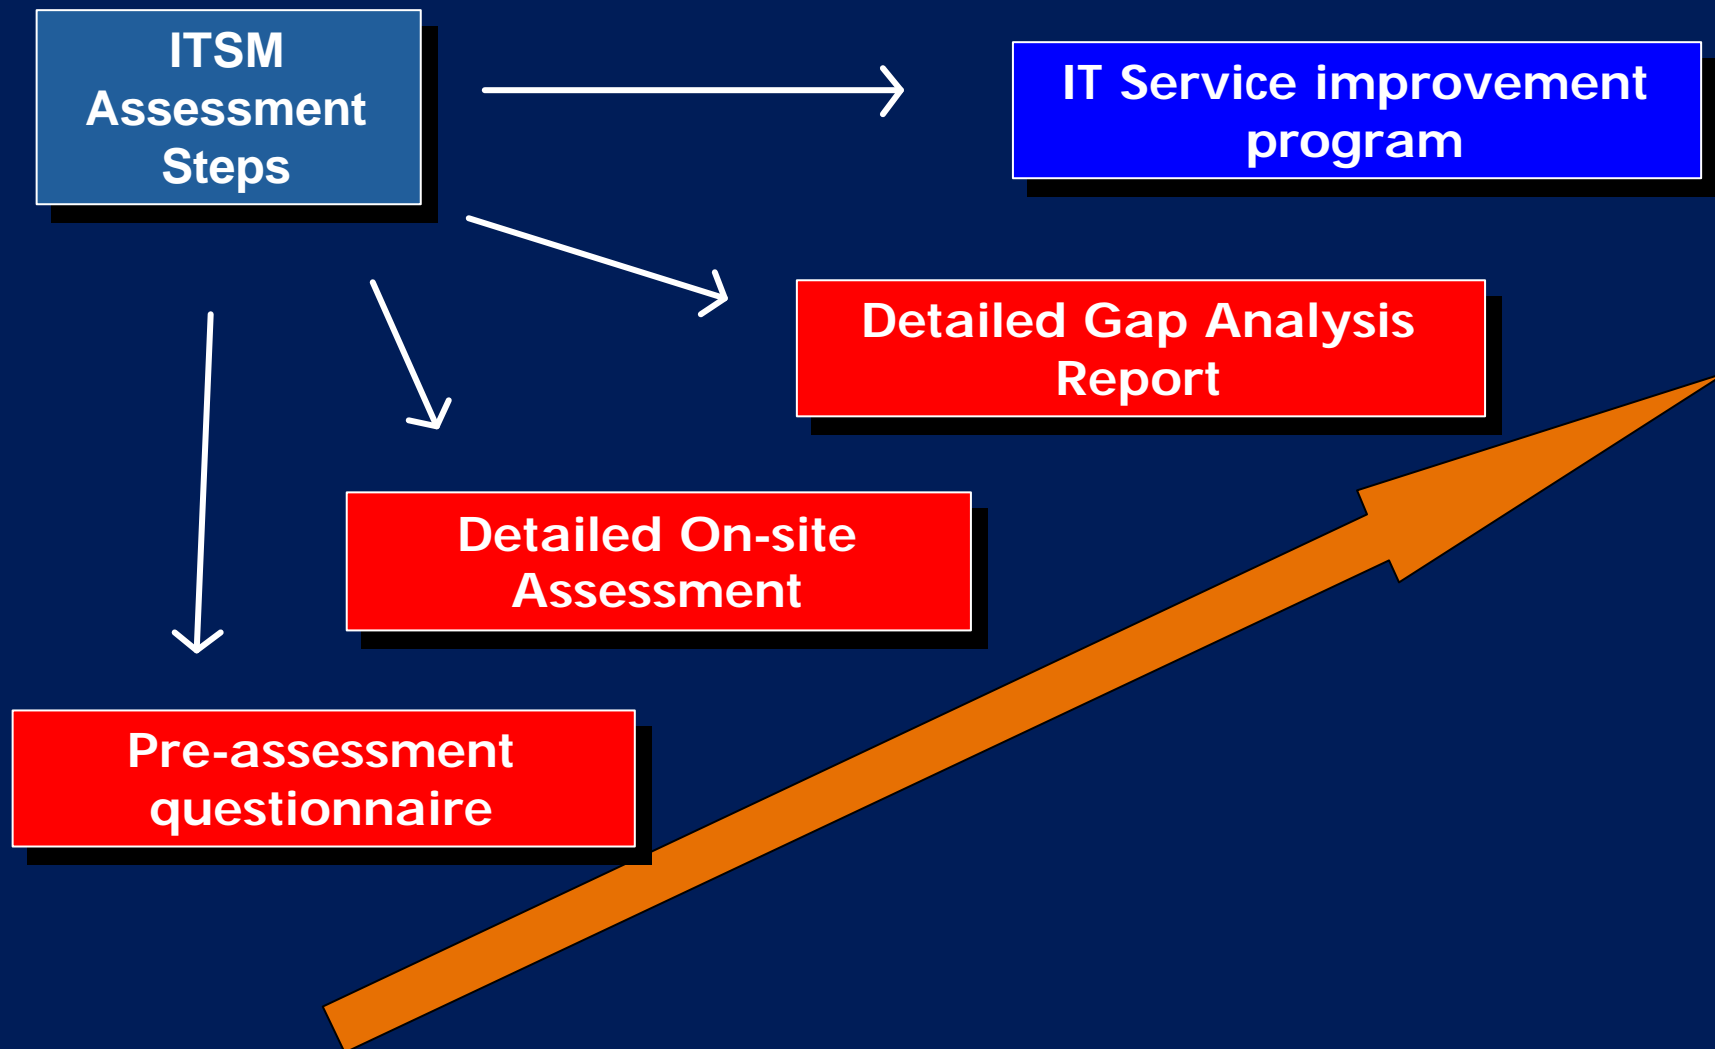 ITSM
Assessment
Steps
IT Service improvement
program
Detailed Gap Analysis
Report
Detailed On-site
Assessment
Pre-assessment
questionnaire